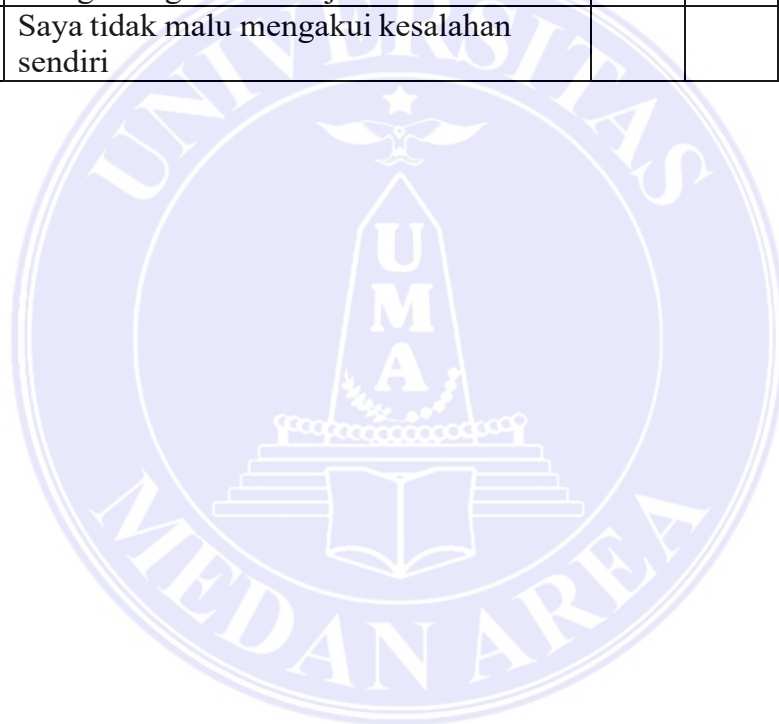 Saya tidak malu mengakui kesalahan
sendiri
UNIVERSITAS
U
M
A
MEDAN AREA